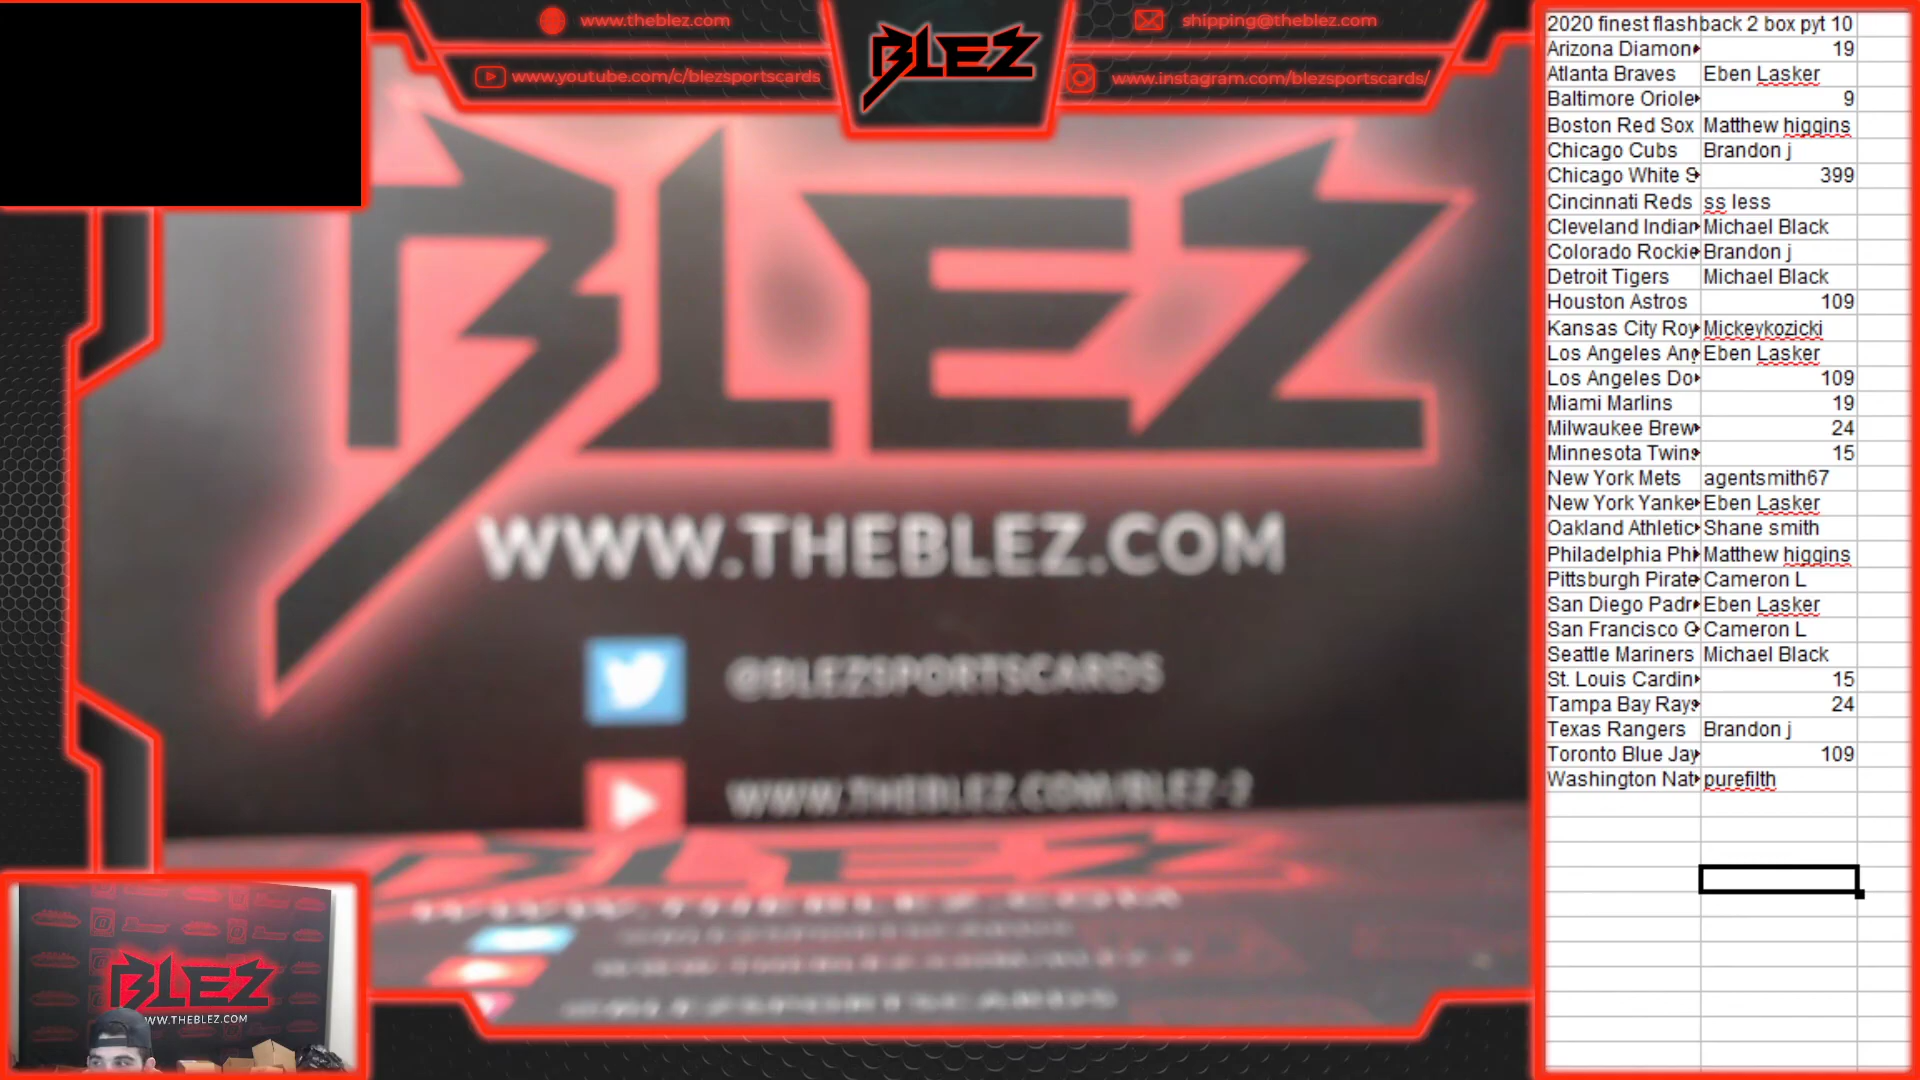 www.theblez.com
www.youtube.com/c/blezsportscards
BLEZ
shipping@theblez.com
www.instagram.com/blezsportscards/
BLEZ
WWW.THEBLEZ.COM
@BLEZSPORTSCARDS
WWW.THEBLEZ.COM/BLEZ-2
BLEZ
BLEZ
WWW.THEBLEZ.COM
2020 finest flashback 2 box pyt 10
Arizona Diamon 19
Atlanta Braves Eben Lasker
Baltimore Oriole 9
Boston Red Sox Matthew higgins
Chicago Cubs Brandon j
Chicago White S 399
Cincinnati Reds ss less
Cleveland Indian Michael Black
Colorado Rockie Brandon j
Detroit Tigers Michael Black
Houston Astros 109
Kansas City Roy Mickeykozicki
Los Angeles Ang Eben Lasker
Los Angeles Do 109
Miami Marlins 19
Milwaukee Brew 24
Minnesota Twins 15
New York Mets agentsmith67
New York Yanke Eben Lasker
Oakland Athletic Shane smith
Philadelphia Phi Matthew higgins
Pittsburgh Pirate Cameron L
San Diego Padr Eben Lasker
San Francisco G Cameron L
Seattle Mariners Michael Black
St. Louis Cardin 15
Tampa Bay Rays 24
Texas Rangers Brandon j
Toronto Blue Jay 109
Washington Nat purefilth